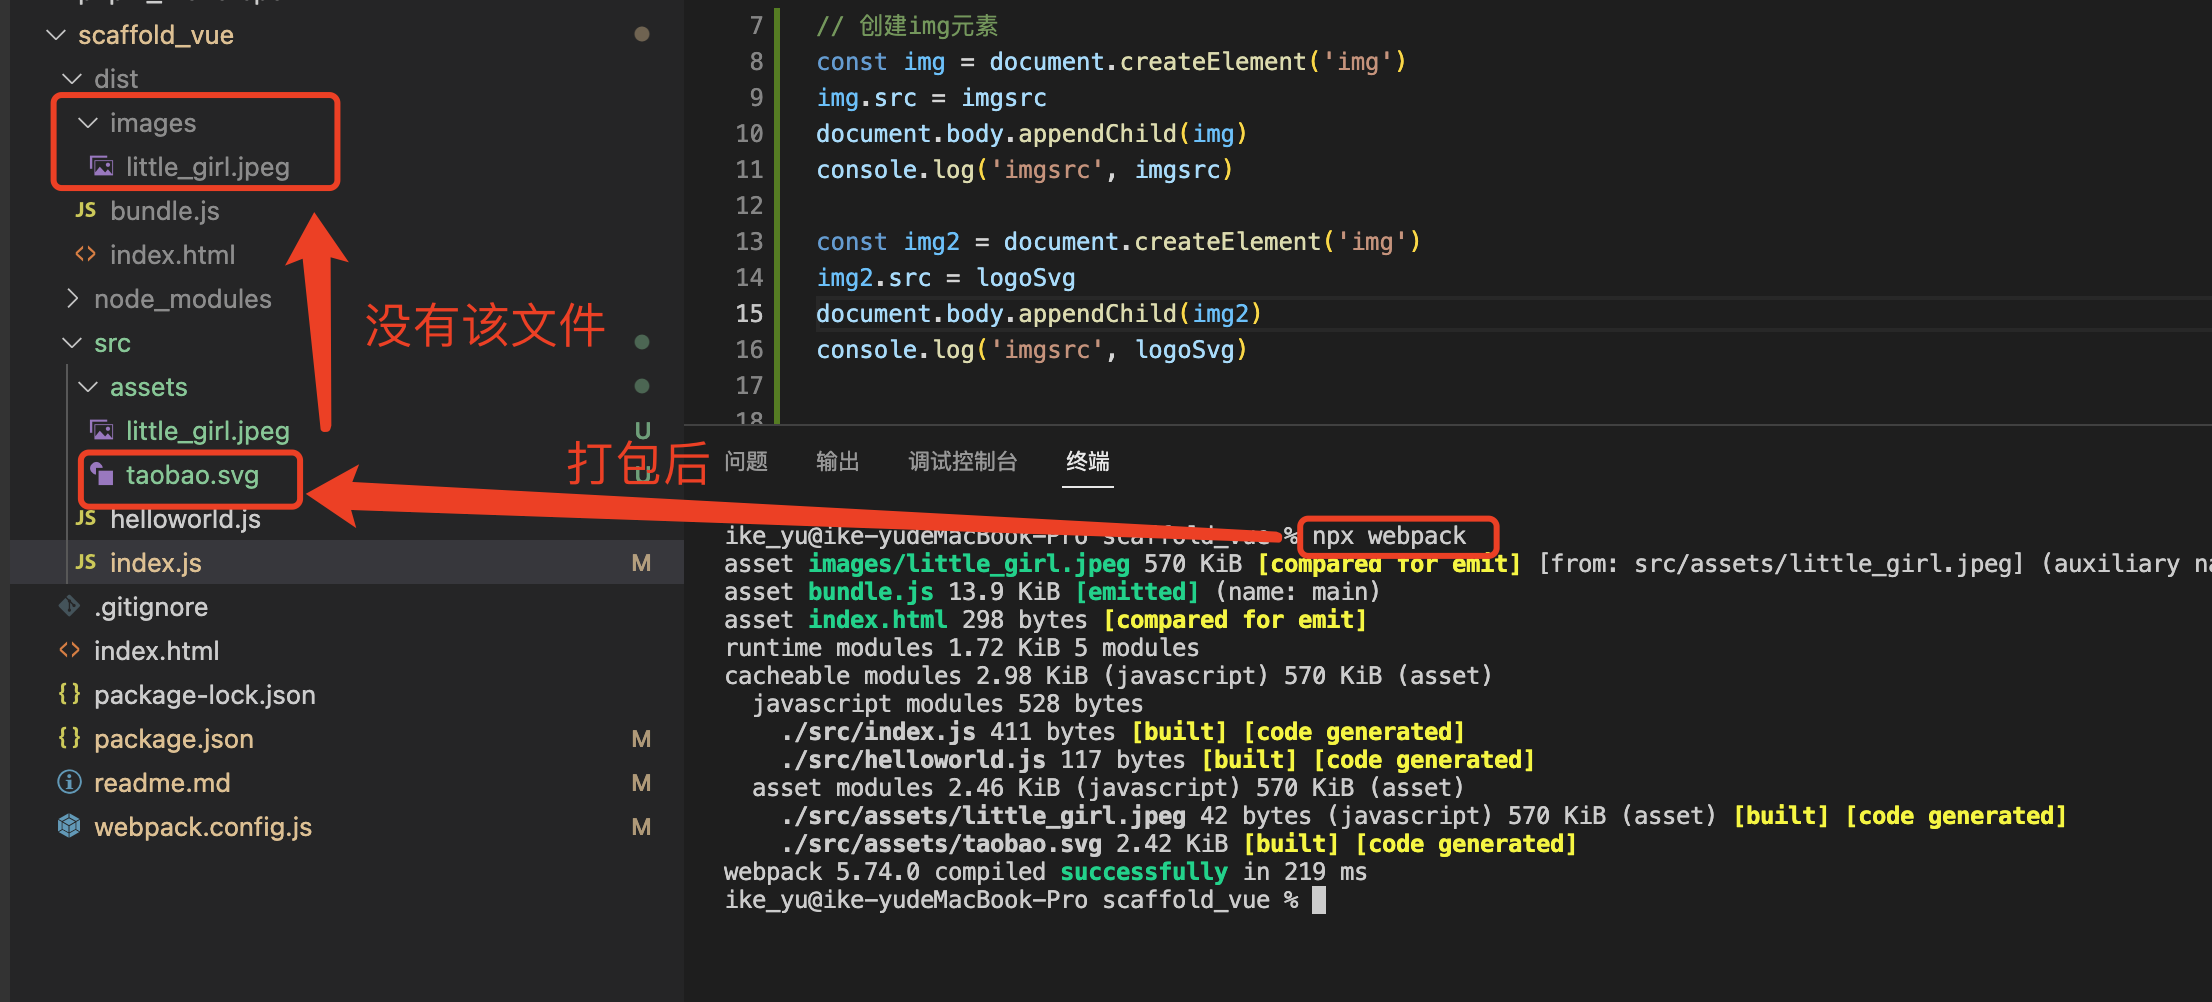 scaffold_vue
dist
images
little_girl.jpeg
JS bundle.js
<> index.html
node_modules
没有该文件
src
assets
little_girl.jpeg U
taobao.svg U
JS helloworld.js
JS index.js M
.gitignore
<> index.html
{} package-lock.json
{} package.json M
readme.md M
webpack.config.js M
打包后
7 // 创建img元素
8 const img = document.createElement('img')
9 img.src = imgsrc
10 document.body.appendChild(img)
11 console.log('imgsrc', imgsrc)
12
13 const img2 = document.createElement('img')
14 img2.src = logoSvg
15 document.body.appendChild(img2)
16 console.log('imgsrc', logoSvg)
17
18
问题 输出 调试控制台 终端
ike_yu@ike-yudeMacBook-Pro scaffold_vue % npx webpack
asset images/little_girl.jpeg 570 KiB [compared for emit] [from: src/assets/little_girl.jpeg] (auxiliary
asset bundle.js 13.9 KiB [emitted] (name: main)
asset index.html 298 bytes [compared for emit]
runtime modules 1.72 KiB 5 modules
cacheable modules 2.98 KiB (javascript) 570 KiB (asset)
javascript modules 528 bytes
./src/index.js 411 bytes [built] [code generated]
./src/helloworld.js 117 bytes [built] [code generated]
asset modules 2.46 KiB (javascript) 570 KiB (asset)
./src/assets/little_girl.jpeg 42 bytes (javascript) 570 KiB (asset) [built] [code generated]
./src/assets/taobao.svg 2.42 KiB [built] [code generated]
webpack 5.74.0 compiled successfully in 219 ms
ike_yu@ike-yudeMacBook-Pro scaffold_vue %